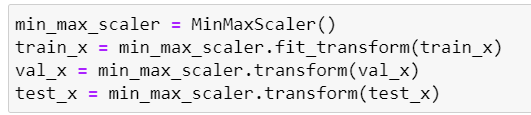 min_max_scaler = MinMaxScaler()
train_x = min_max_scaler.fit_transform(train_x)
val_x = min_max_scaler.transform(val_x)
test_x = min_max_scaler.transform(test_x)